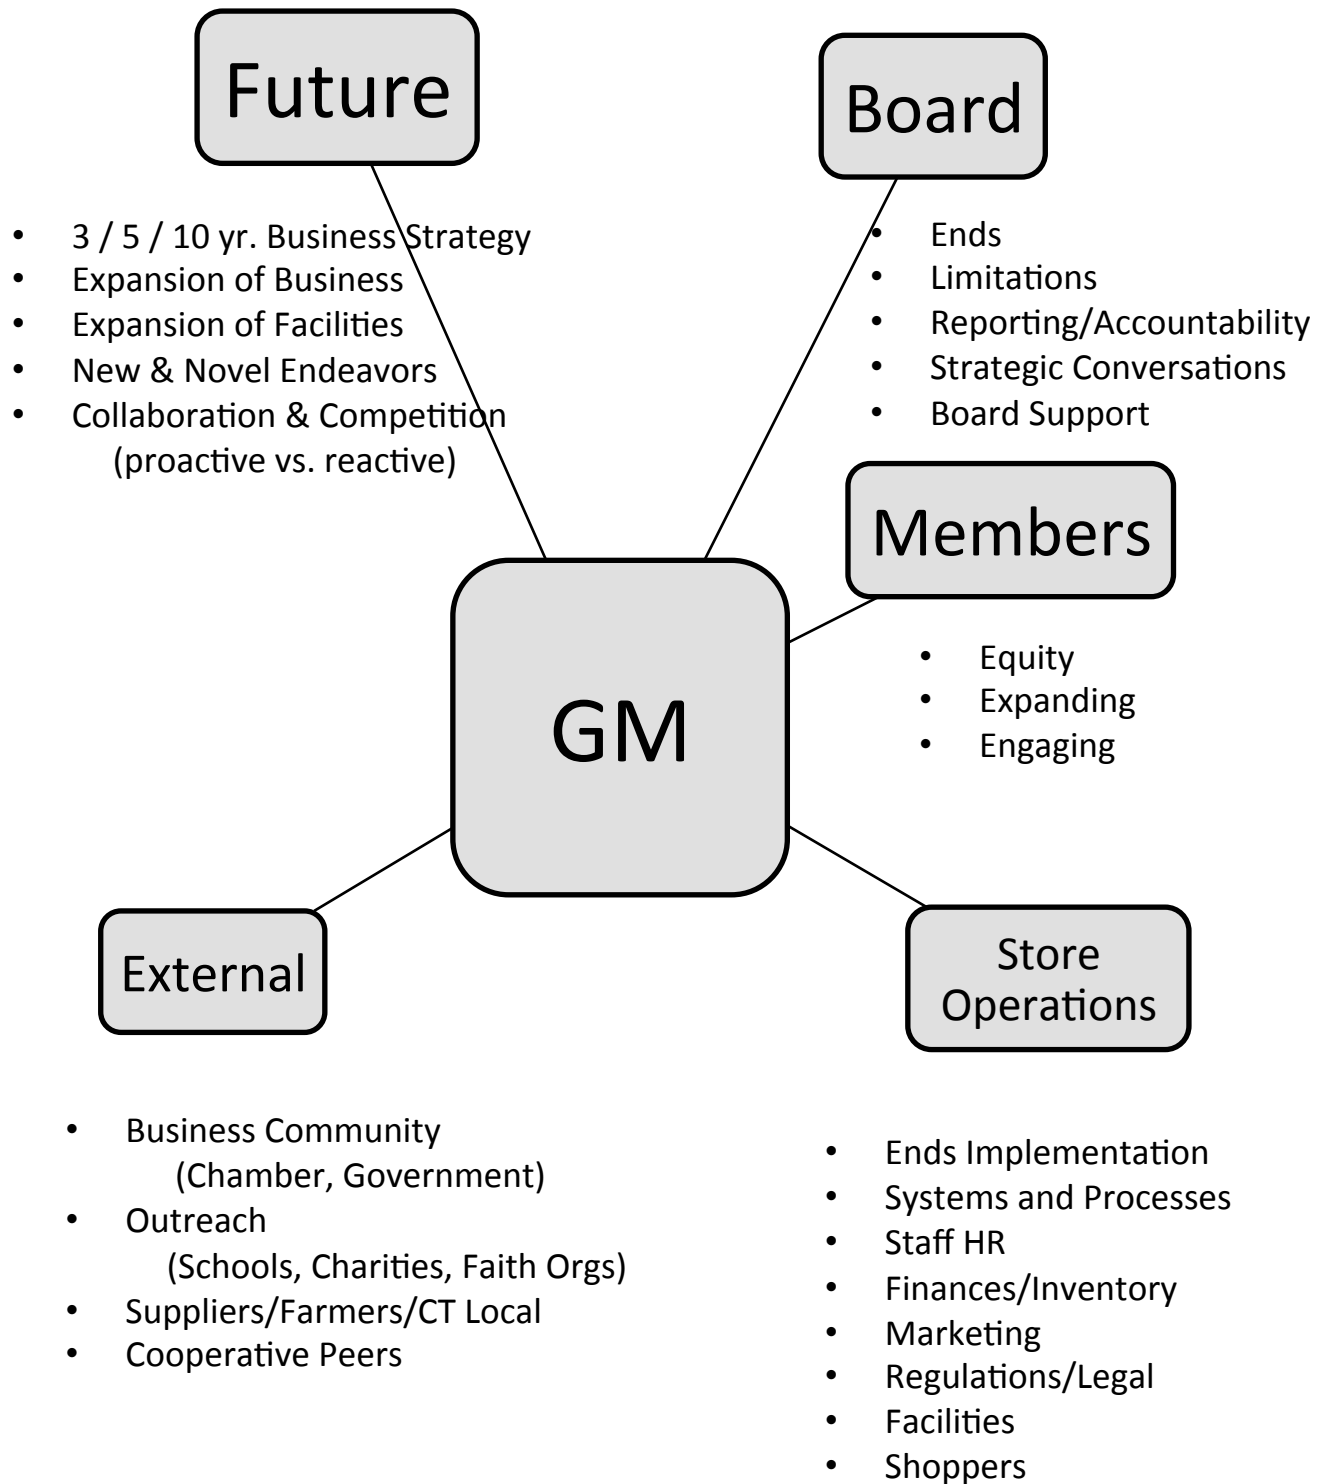 Future
• 3 / 5 / 10 yr. Business Strategy
• Expansion of Business
• Expansion of Facilities
• New & Novel Endeavors
• Collaboration & Competition
(proactive vs. reactive)
Board
• Ends
• Limitations
• Reporting/Accountability
• Strategic Conversations
• Board Support
Members
• Equity
• Expanding
• Engaging
GM
External
• Business Community
(Chamber, Government)
• Outreach
(Schools, Charities, Faith Orgs)
• Suppliers/Farmers/CT Local
• Cooperative Peers
Store
Operations
• Ends Implementation
• Systems and Processes
• Staff HR
• Finances/Inventory
• Marketing
• Regulations/Legal
• Facilities
• Shoppers